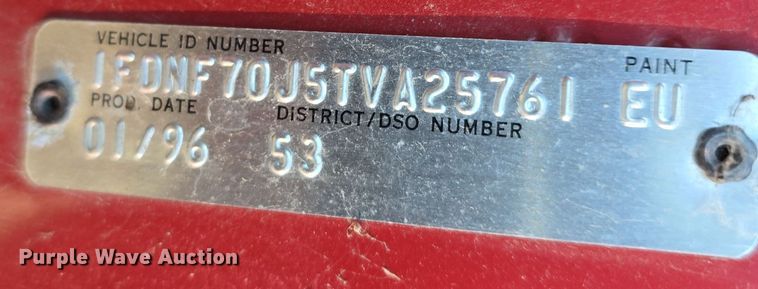 VEHICLE ID NUMBER
PAINT
1FDNF70J5TVA25761 EU
PROD. DATE
DISTRICT/DSO NUMBER
01/96 53
Purple Wave Auction